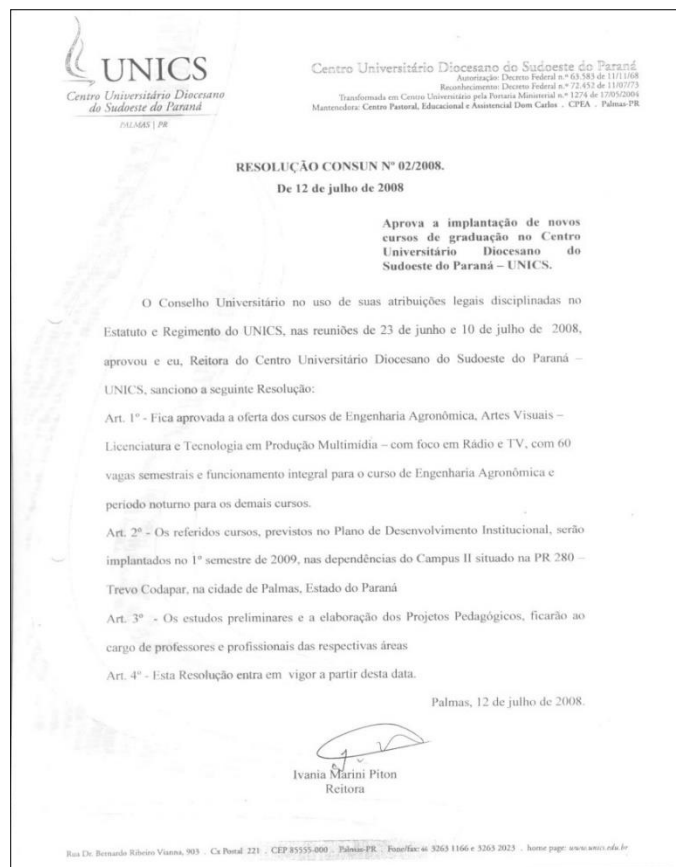 UNICS
Centro Universitário Diocesano
do Sudoeste do Paraná
PALMAS | PR
Centro Universitário Diocesano do Sudoeste do Paraná
Autorização: Decreto Federal n.º 63.583 de 11/11/68
Reconhecimento: Decreto Federal n.º 72.452 de 11/07/73
Transformada em Centro Universitário pela Portaria Ministerial n.º 1274 de 17/05/2004
Mantenedora: Centro Pastoral, Educacional e Assistencial Dom Carlos . CPEA . Palmas-PR
RESOLUÇÃO CONSUN Nº 02/2008.
De 12 de julho de 2008
Aprova a implantação de novos
cursos de graduação no Centro
Universitário Diocesano do
Sudoeste do Paraná – UNICS.
O Conselho Universitário no uso de suas atribuições legais disciplinadas no
Estatuto e Regimento do UNICS, nas reuniões de 23 de junho e 10 de julho de 2008,
aprovou e eu, Reitora do Centro Universitário Diocesano do Sudoeste do Paraná –
UNICS, sanciono a seguinte Resolução:
Art. 1º - Fica aprovada a oferta dos cursos de Engenharia Agronômica, Artes Visuais –
Licenciatura e Tecnologia em Produção Multimídia – com foco em Rádio e TV, com 60
vagas semestrais e funcionamento integral para o curso de Engenharia Agronômica e
período noturno para os demais cursos.
Art. 2º - Os referidos cursos, previstos no Plano de Desenvolvimento Institucional, serão
implantados no 1º semestre de 2009, nas dependências do Campus II situado na PR 280 –
Trevo Codapar, na cidade de Palmas, Estado do Paraná
Art. 3º - Os estudos preliminares e a elaboração dos Projetos Pedagógicos, ficarão ao
cargo de professores e profissionais das respectivas áreas
Art. 4º - Esta Resolução entra em vigor a partir desta data.
Palmas, 12 de julho de 2008.
Ivania Marini Piton
Reitora
Rua Dr. Bernardo Ribeiro Vianna, 903 . Cx Postal 221 . CEP 85555-000 . Palmas-PR . Fone/fax: 46 3263 1166 e 3263 2023 . home page: www.unics.edu.br